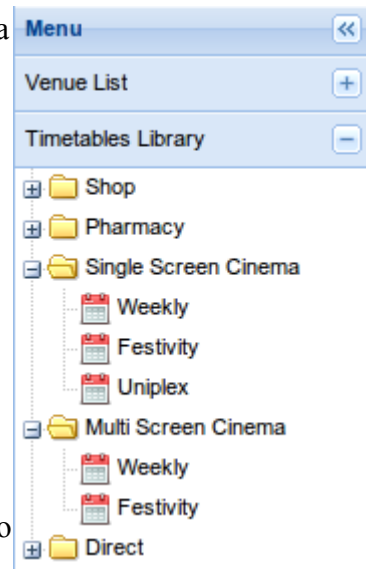 a
Menu
Venue List
Timetables Library
Shop
Pharmacy
Single Screen Cinema
Weekly
Festivity
Uniplex
Multi Screen Cinema
Weekly
Festivity
o
Direct